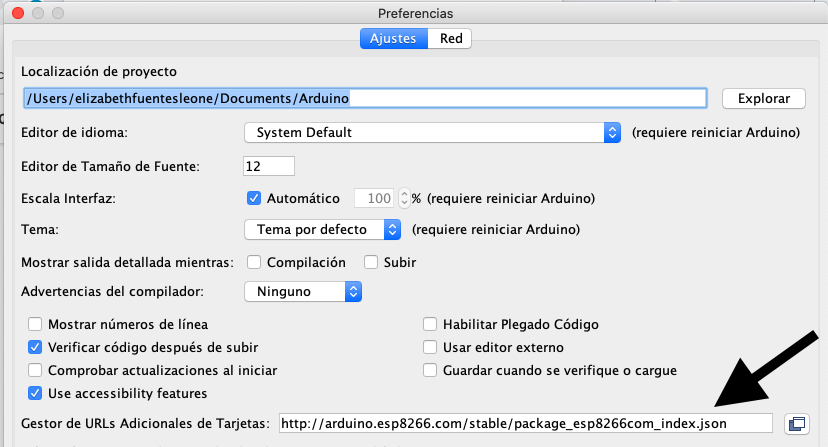 Preferencias
Ajustes Red
Localización de proyecto
/Users/elizabethfuentesleone/Documents/Arduino Explorar
Editor de idioma: System Default (requiere reiniciar Arduino)
Editor de Tamaño de Fuente: 12
Escala Interfaz: Automático 100 % (requiere reiniciar Arduino)
Tema: Tema por defecto (requiere reiniciar Arduino)
Mostrar salida detallada mientras: Compilación Subir
Advertencias del compilador: Ninguno
Mostrar números de línea Habilitar Plegado Código
Verificar código después de subir Usar editor externo
Comprobar actualizaciones al iniciar Guardar cuando se verifique o cargue
Use accessibility features
Gestor de URLs Adicionales de Tarjetas: http://arduino.esp8266.com/stable/package_esp8266com_index.json